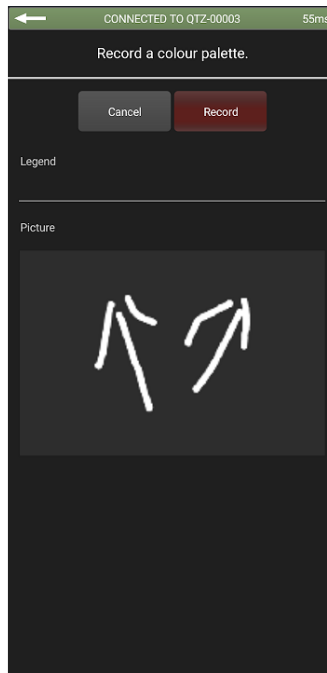 CONNECTED TO QTZ-00003 55ms
Record a colour palette.
Cancel Record
Legend
Picture